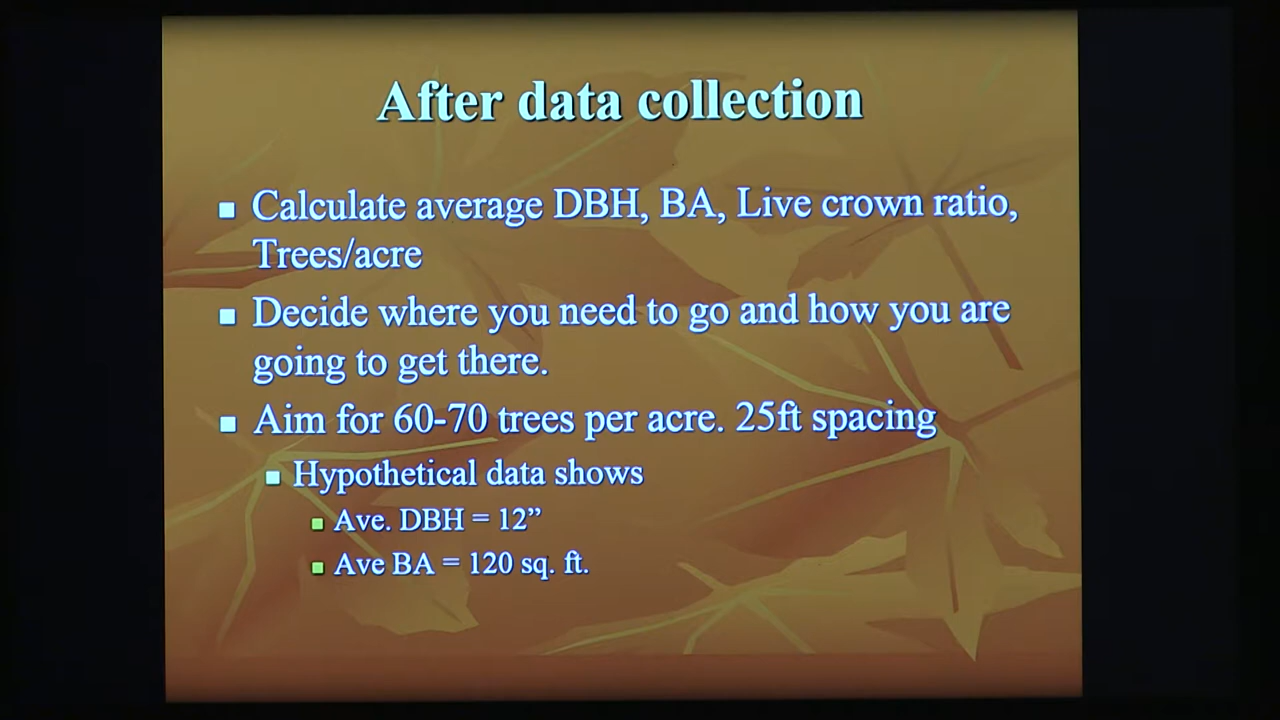 After data collection
Calculate average DBH, BA, Live crown ratio,
Trees/acre
Decide where you need to go and how you are
going to get there.
Aim for 60-70 trees per acre. 25ft spacing
Hypothetical data shows
Ave. DBH = 12”
Ave BA = 120 sq. ft.